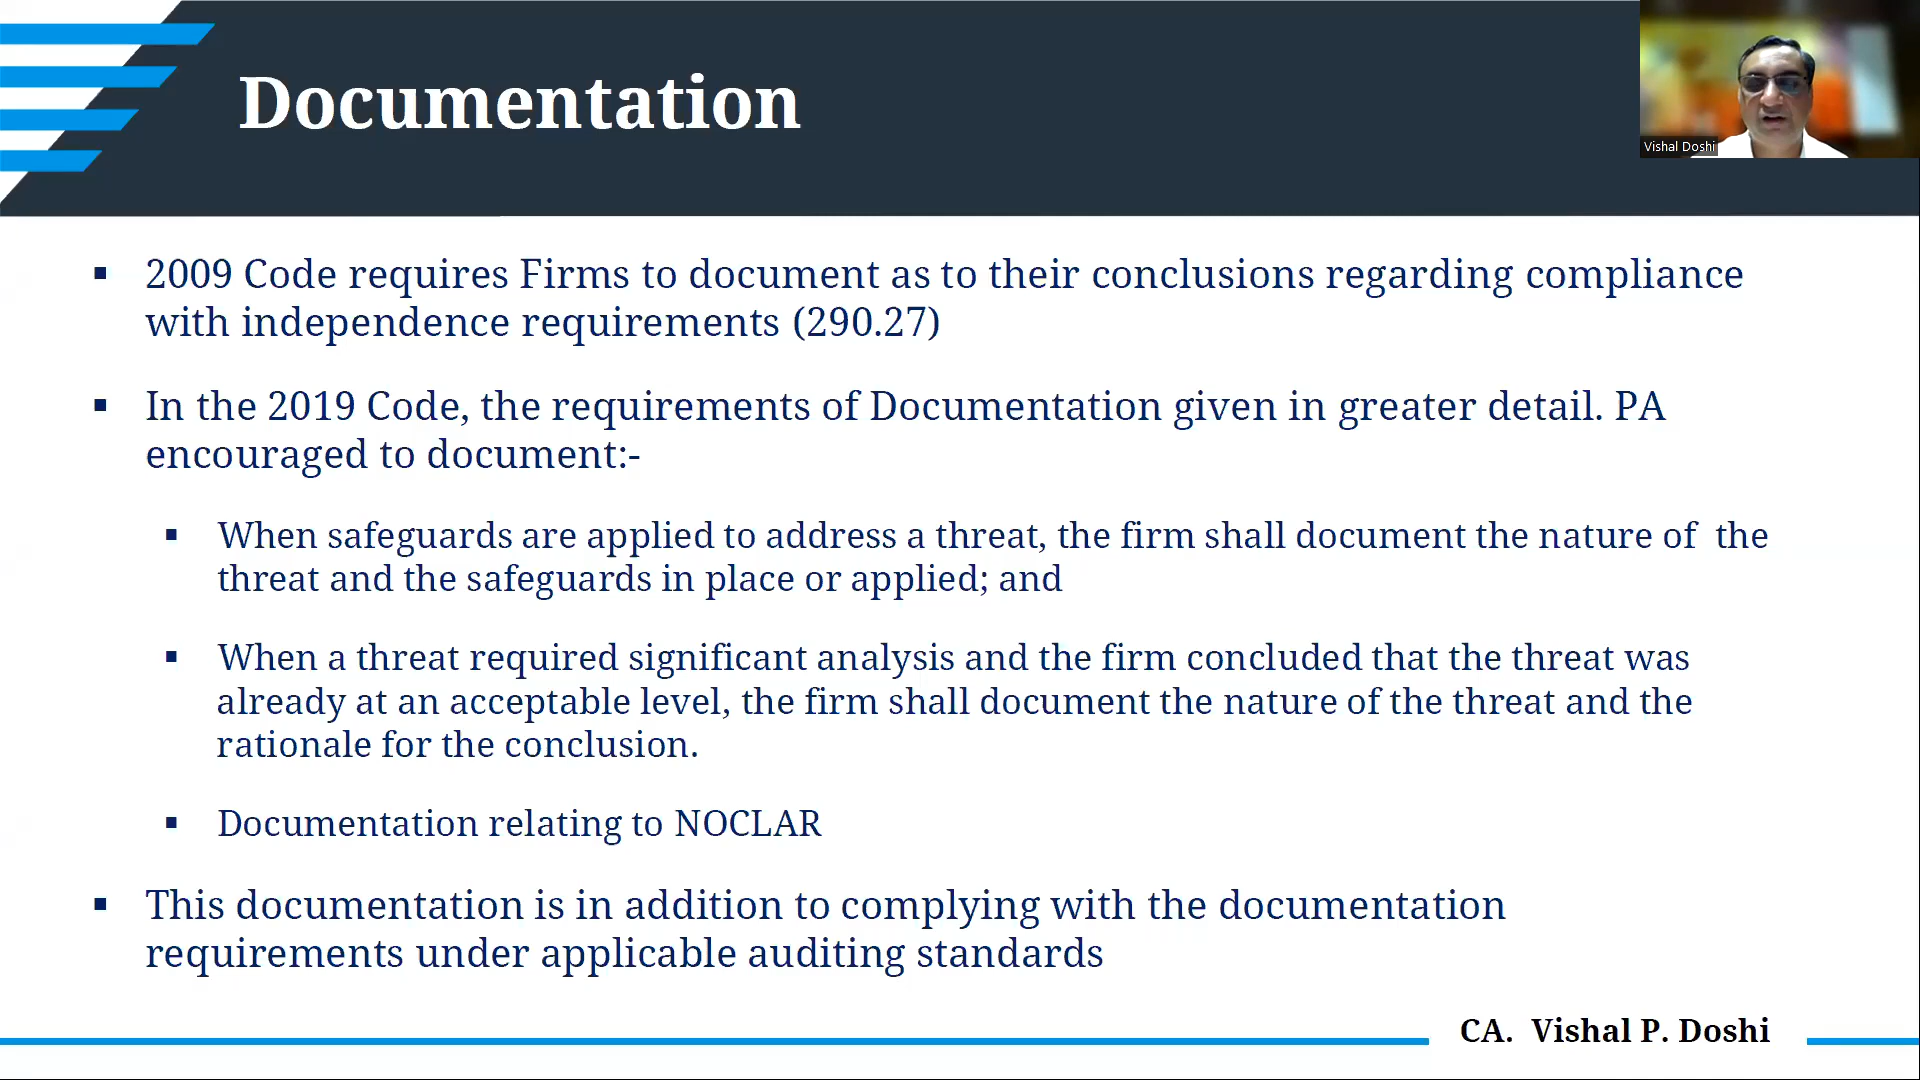 Documentation
Vishal Doshi
▪ 2009 Code requires Firms to document as to their conclusions regarding compliance
with independence requirements (290.27)
▪ In the 2019 Code, the requirements of Documentation given in greater detail. PA
encouraged to document:-
▪ When safeguards are applied to address a threat, the firm shall document the nature of the
threat and the safeguards in place or applied; and
▪ When a threat required significant analysis and the firm concluded that the threat was
already at an acceptable level, the firm shall document the nature of the threat and the
rationale for the conclusion.
▪ Documentation relating to NOCLAR
▪ This documentation is in addition to complying with the documentation
requirements under applicable auditing standards
CA. Vishal P. Doshi